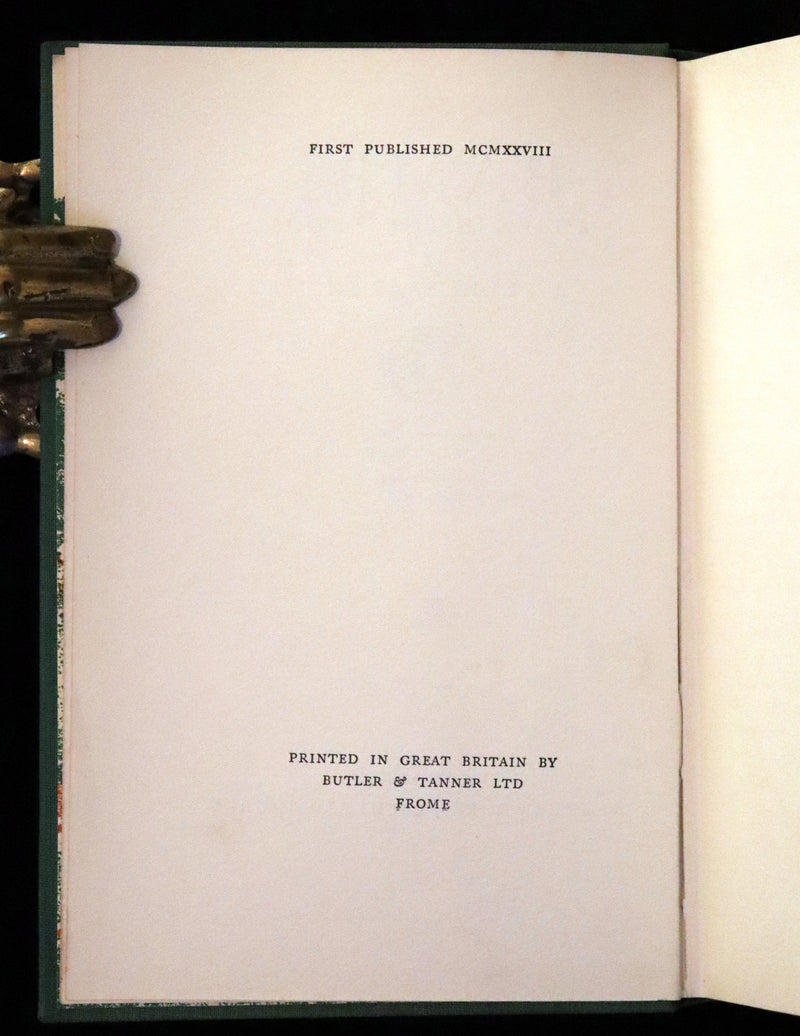 FIRST PUBLISHED MCMXXVIII
PRINTED IN GREAT BRITAIN BY
BUTLER & TANNER LTD
FROME